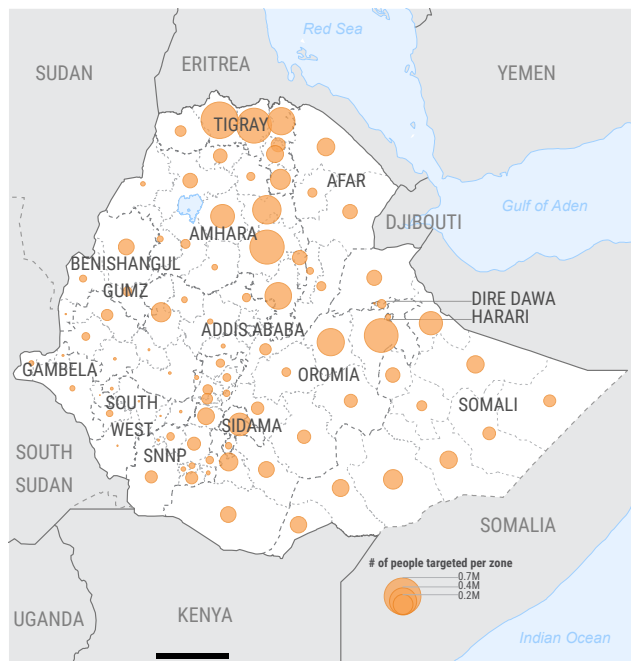 Red Sea
SUDAN
ERITREA
YEMEN
TIGRAY
AFAR
Gulf of Aden
DJIBOUTI
AMHARA
BENISHANGUL
GUMZ
DIRE DAWA
HARARI
ADDIS ABABA
GAMBELA
OROMIA
SOUTH
WEST
SOMALI
SIDAMA
SNNP
SOUTH
SUDAN
SOMALIA
# of people targeted per zone
0.7M
0.4M
0.2M
UGANDA
KENYA
Indian Ocean